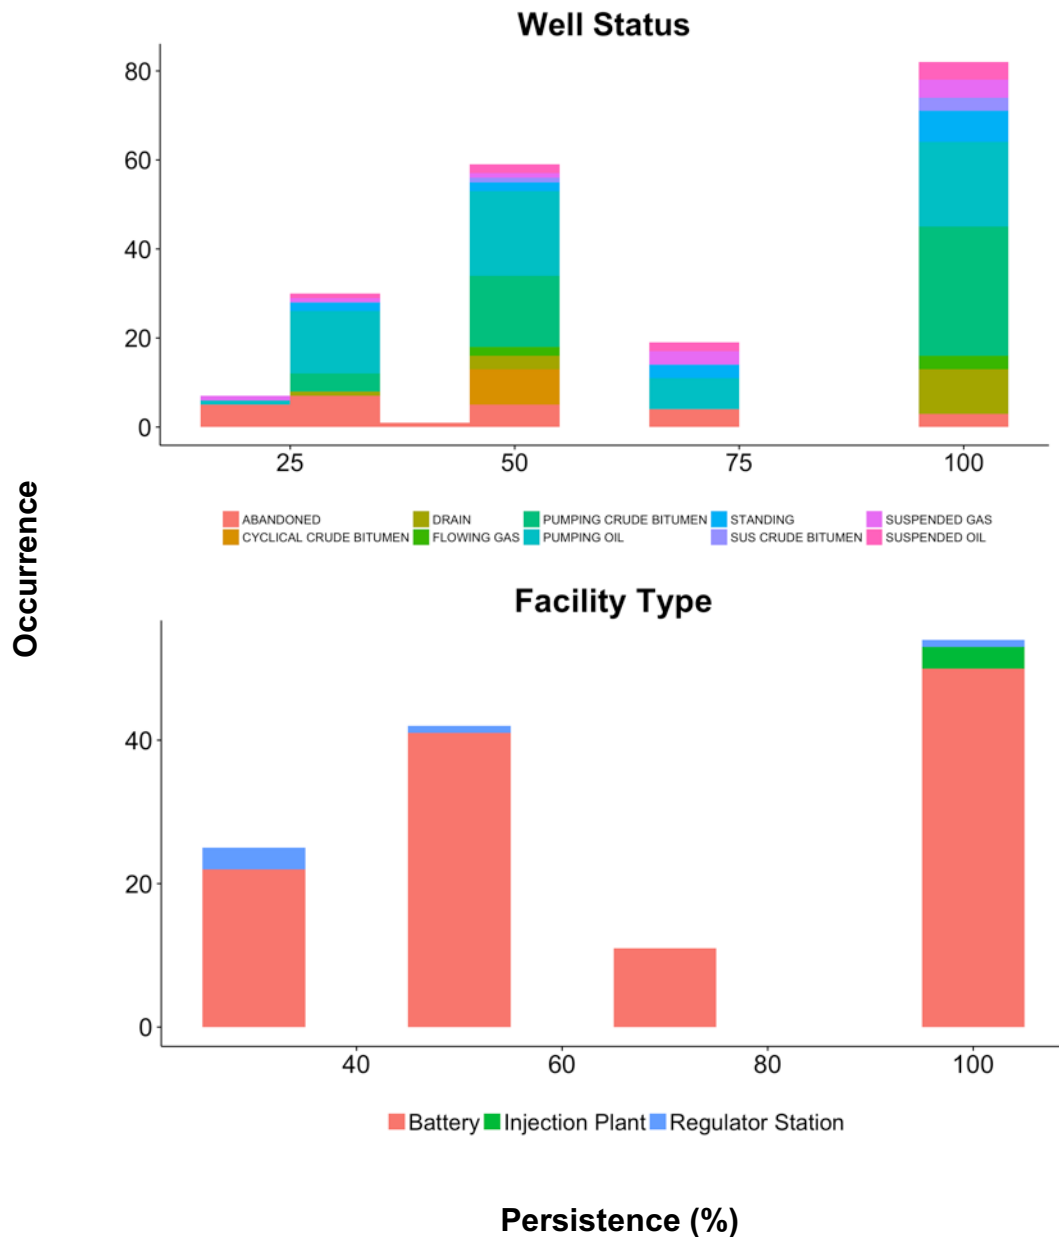 Well Status
80
60
40
20
0
25 50 75 100
ABANDONED DRAIN PUMPING CRUDE BITUMEN STANDING SUSPENDED GAS
CYCLICAL CRUDE BITUMEN FLOWING GAS PUMPING OIL SUS CRUDE BITUMEN SUSPENDED OIL
Occurrence
Facility Type
40
20
0
40 60 80 100
Battery Injection Plant Regulator Station
Persistence (%)